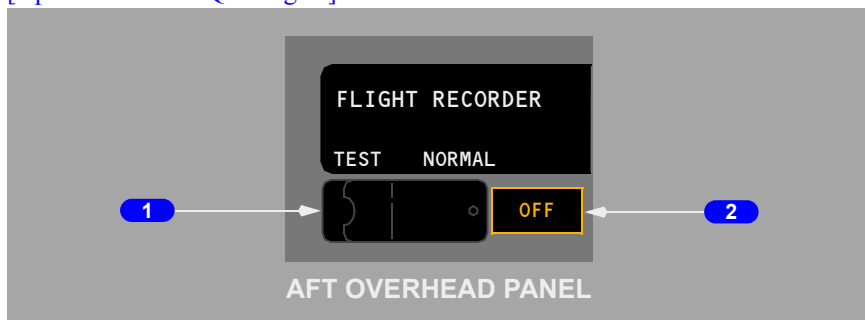 FLIGHT RECORDER
TEST NORMAL
1 OFF 2
AFT OVERHEAD PANEL